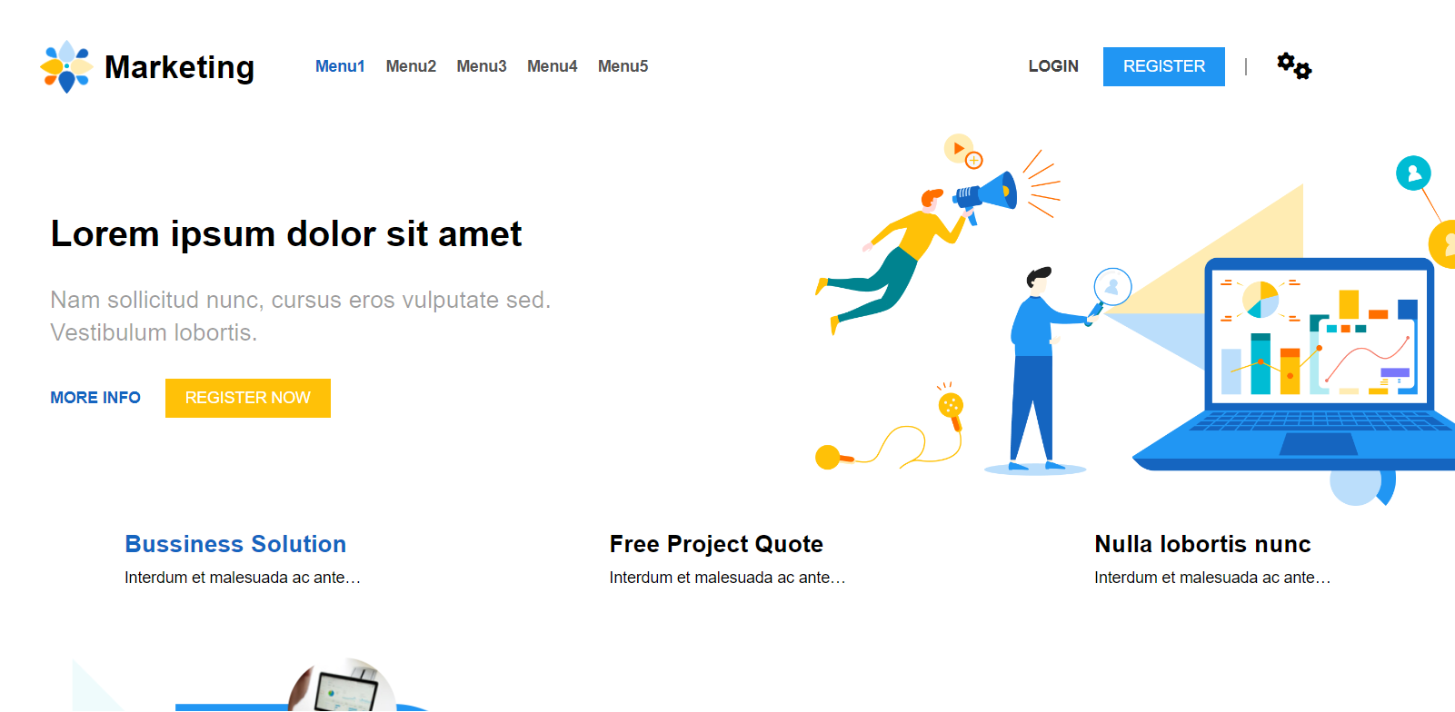 Marketing
Menu1 Menu2 Menu3 Menu4 Menu5
LOGIN REGISTER |
Lorem ipsum dolor sit amet
Nam sollicitud nunc, cursus eros vulputate sed.
Vestibulum lobortis.
MORE INFO REGISTER NOW
Bussiness Solution
Interdum et malesuada ac ante…
Free Project Quote
Interdum et malesuada ac ante…
Nulla lobortis nunc
Interdum et malesuada ac ante…